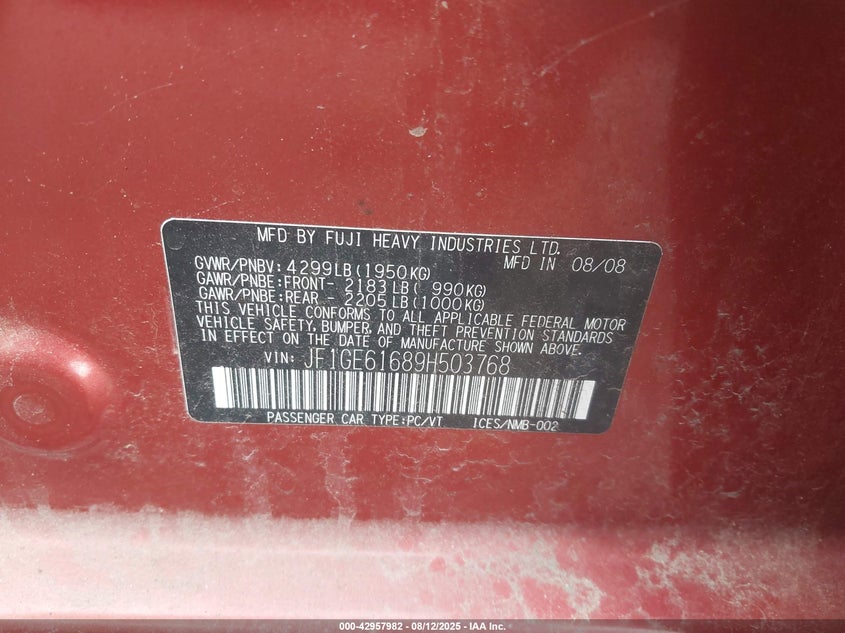 MFD BY FUJI HEAVY INDUSTRIES LTD.
GVWR/PNBV: 4299LB(1950KG) MFD IN 08/08
GAWR/PNBE:FRONT- 2183LB( 990KG)
GAWR/PNBE:REAR - 2205LB(1000KG)
THIS VEHICLE CONFORMS TO ALL APPLICABLE FEDERAL MOTOR
VEHICLE SAFETY, BUMPER, AND THEFT PREVENTION STANDARDS
IN EFFECT ON THE DATE OF MANUFACTURE SHOWN ABOVE.
VIN: JF1GE61689H503768
PASSENGER CAR TYPE:PC/VT ICES/NMB-002
000-42957982 - 08/12/2025 - IAA Inc.